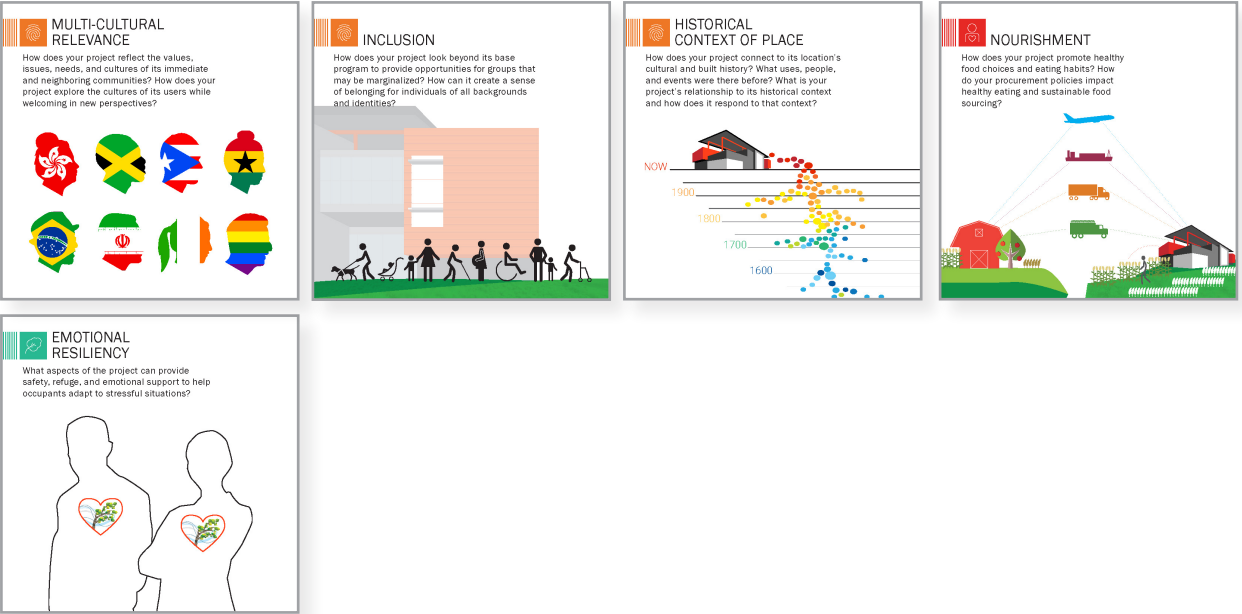 MULTI-CULTURAL
RELEVANCE
How does your project reflect the values,
issues, needs, and cultures of its immediate
and neighboring communities? How does your
project explore the cultures of its users while
welcoming in new perspectives?
INCLUSION
How does your project look beyond its base
program to provide opportunities for groups that
may be marginalized? How can it create a sense
of belonging for individuals of all backgrounds
and identities?
HISTORICAL
CONTEXT OF PLACE
How does your project connect to its location's
cultural and built history? What uses, people,
and events were there before? What is your
project's relationship to its historical context
and how does it respond to that context?
NOW
1900
1800
1700
1600
NOURISHMENT
How does your project promote healthy
food choices and eating habits? How
do your procurement policies impact
healthy eating and sustainable food
sourcing?
EMOTIONAL
RESILIENCY
What aspects of the project can provide
safety, refuge, and emotional support to help
occupants adapt to stressful situations?